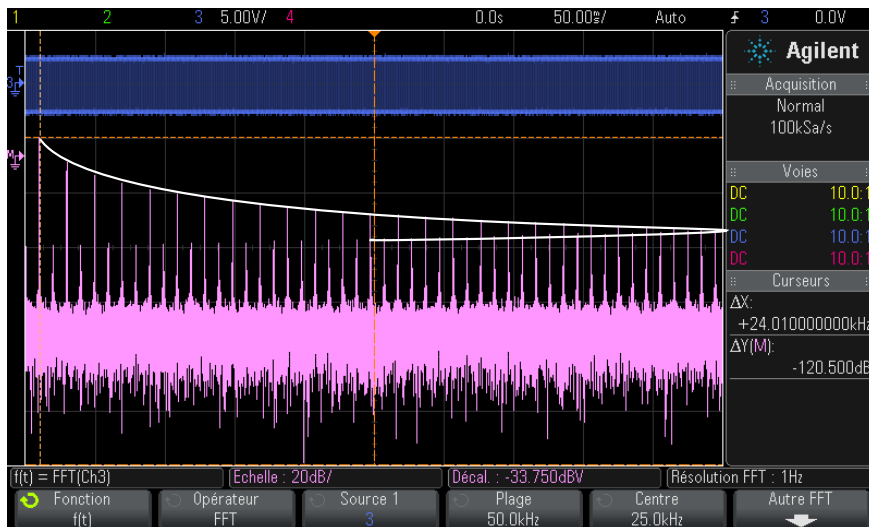 1 2 3 5.00V/ 4 0.0s 50.00ms/ Auto 3 0.0V
Agilent
T
3
M
Acquisition
Normal
100kSa/s
Voies
DC 10.0:1
DC 10.0:1
DC 10.0:1
DC 10.0:1
Curseurs
ΔX:
+24.010000000kHz
ΔY(M):
-120.500dB
f(t) = FFT(Ch3) Echelle : 20dB/ Décal. : -33.750dBV Résolution FFT : 1Hz
Fonction Opérateur Source 1 Plage Centre Autre FFT
f(t) FFT 3 50.0kHz 25.0kHz